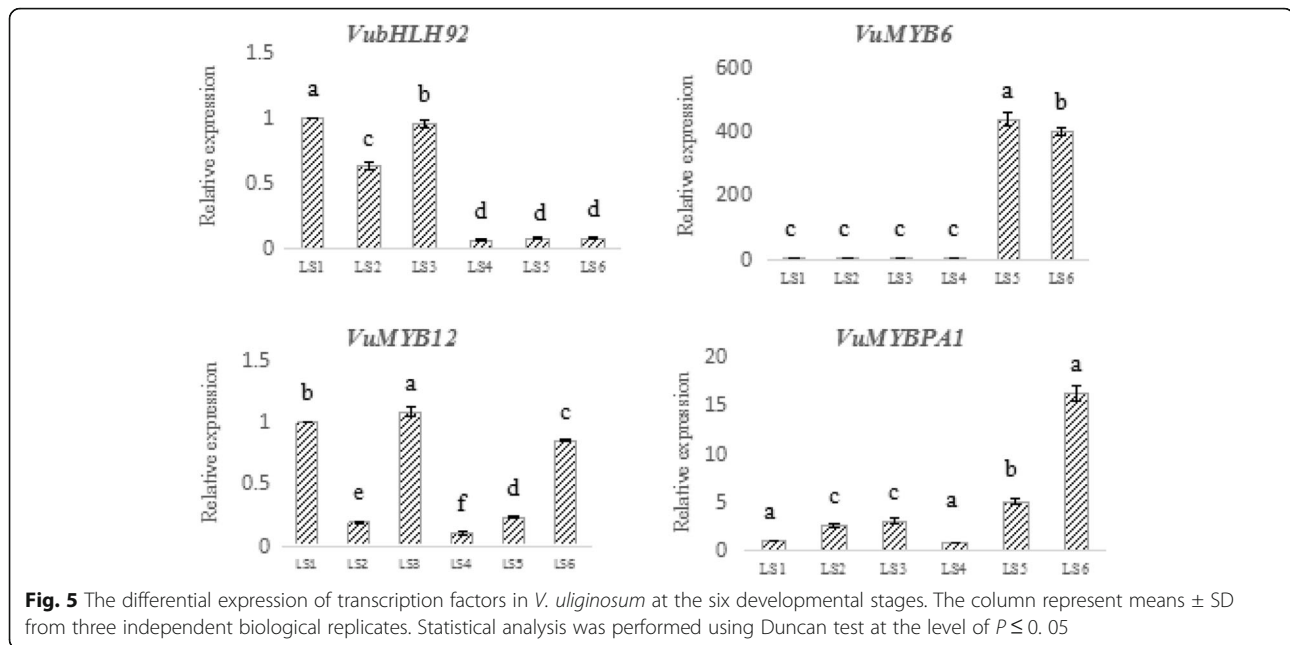 VubHLH92
1.5
1
0.5
0
Relative expression
a
c
b
d
d
d
LS1 LS2 LS3 LS4 LS5 LS6
VuMYB6
600
400
200
0
Relative expression
c
c
c
c
a
b
LS1 LS2 LS3 LS4 LS5 LS6
VuMYB12
1.5
1
0.5
0
Relative expression
b
e
a
f
d
c
LS1 LS2 LS3 LS4 LS5 LS6
VuMYBPA1
20
15
10
5
0
Relative expression
a
c
c
a
b
a
LS1 LS2 LS3 LS4 LS5 LS6
Fig. 5 The differential expression of transcription factors in V. uliginosum at the six developmental stages. The column represent means ± SD
from three independent biological replicates. Statistical analysis was performed using Duncan test at the level of P ≤ 0. 05